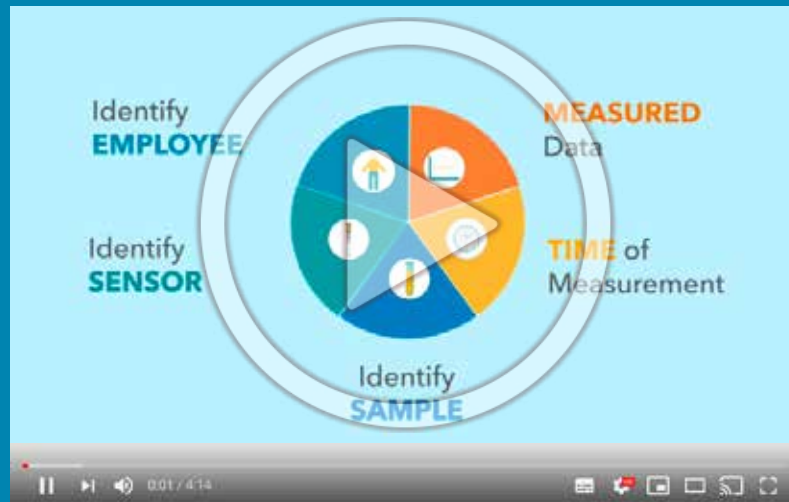 Identify
EMPLOYEE
MEASURED
Data
Identify
SENSOR
TIME of
Measurement
Identify
SAMPLE
0:01 / 4:14